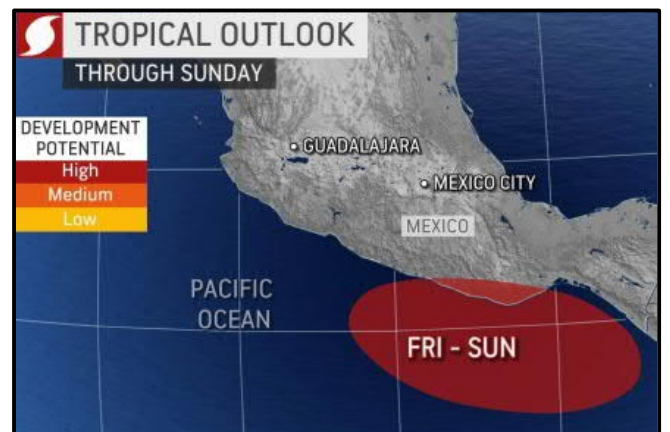 TROPICAL OUTLOOK
THROUGH SUNDAY
DEVELOPMENT
POTENTIAL
High
Medium
Low
GUADALAJARA
MEXICO CITY
MEXICO
PACIFIC
OCEAN
FRI - SUN